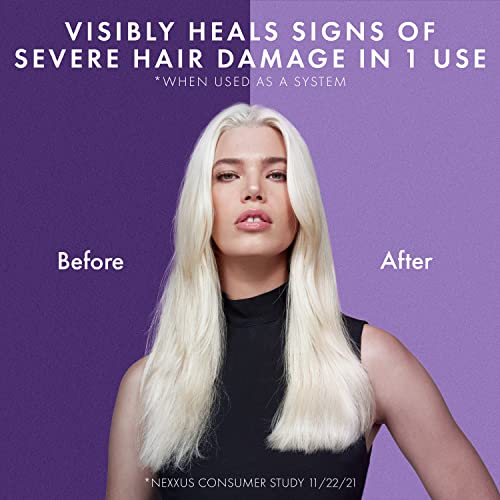 VISIBLY HEALS SIGNS OF
SEVERE HAIR DAMAGE IN 1 USE
*WHEN USED AS A SYSTEM
Before
After
*NEXXUS CONSUMER STUDY 11/22/21